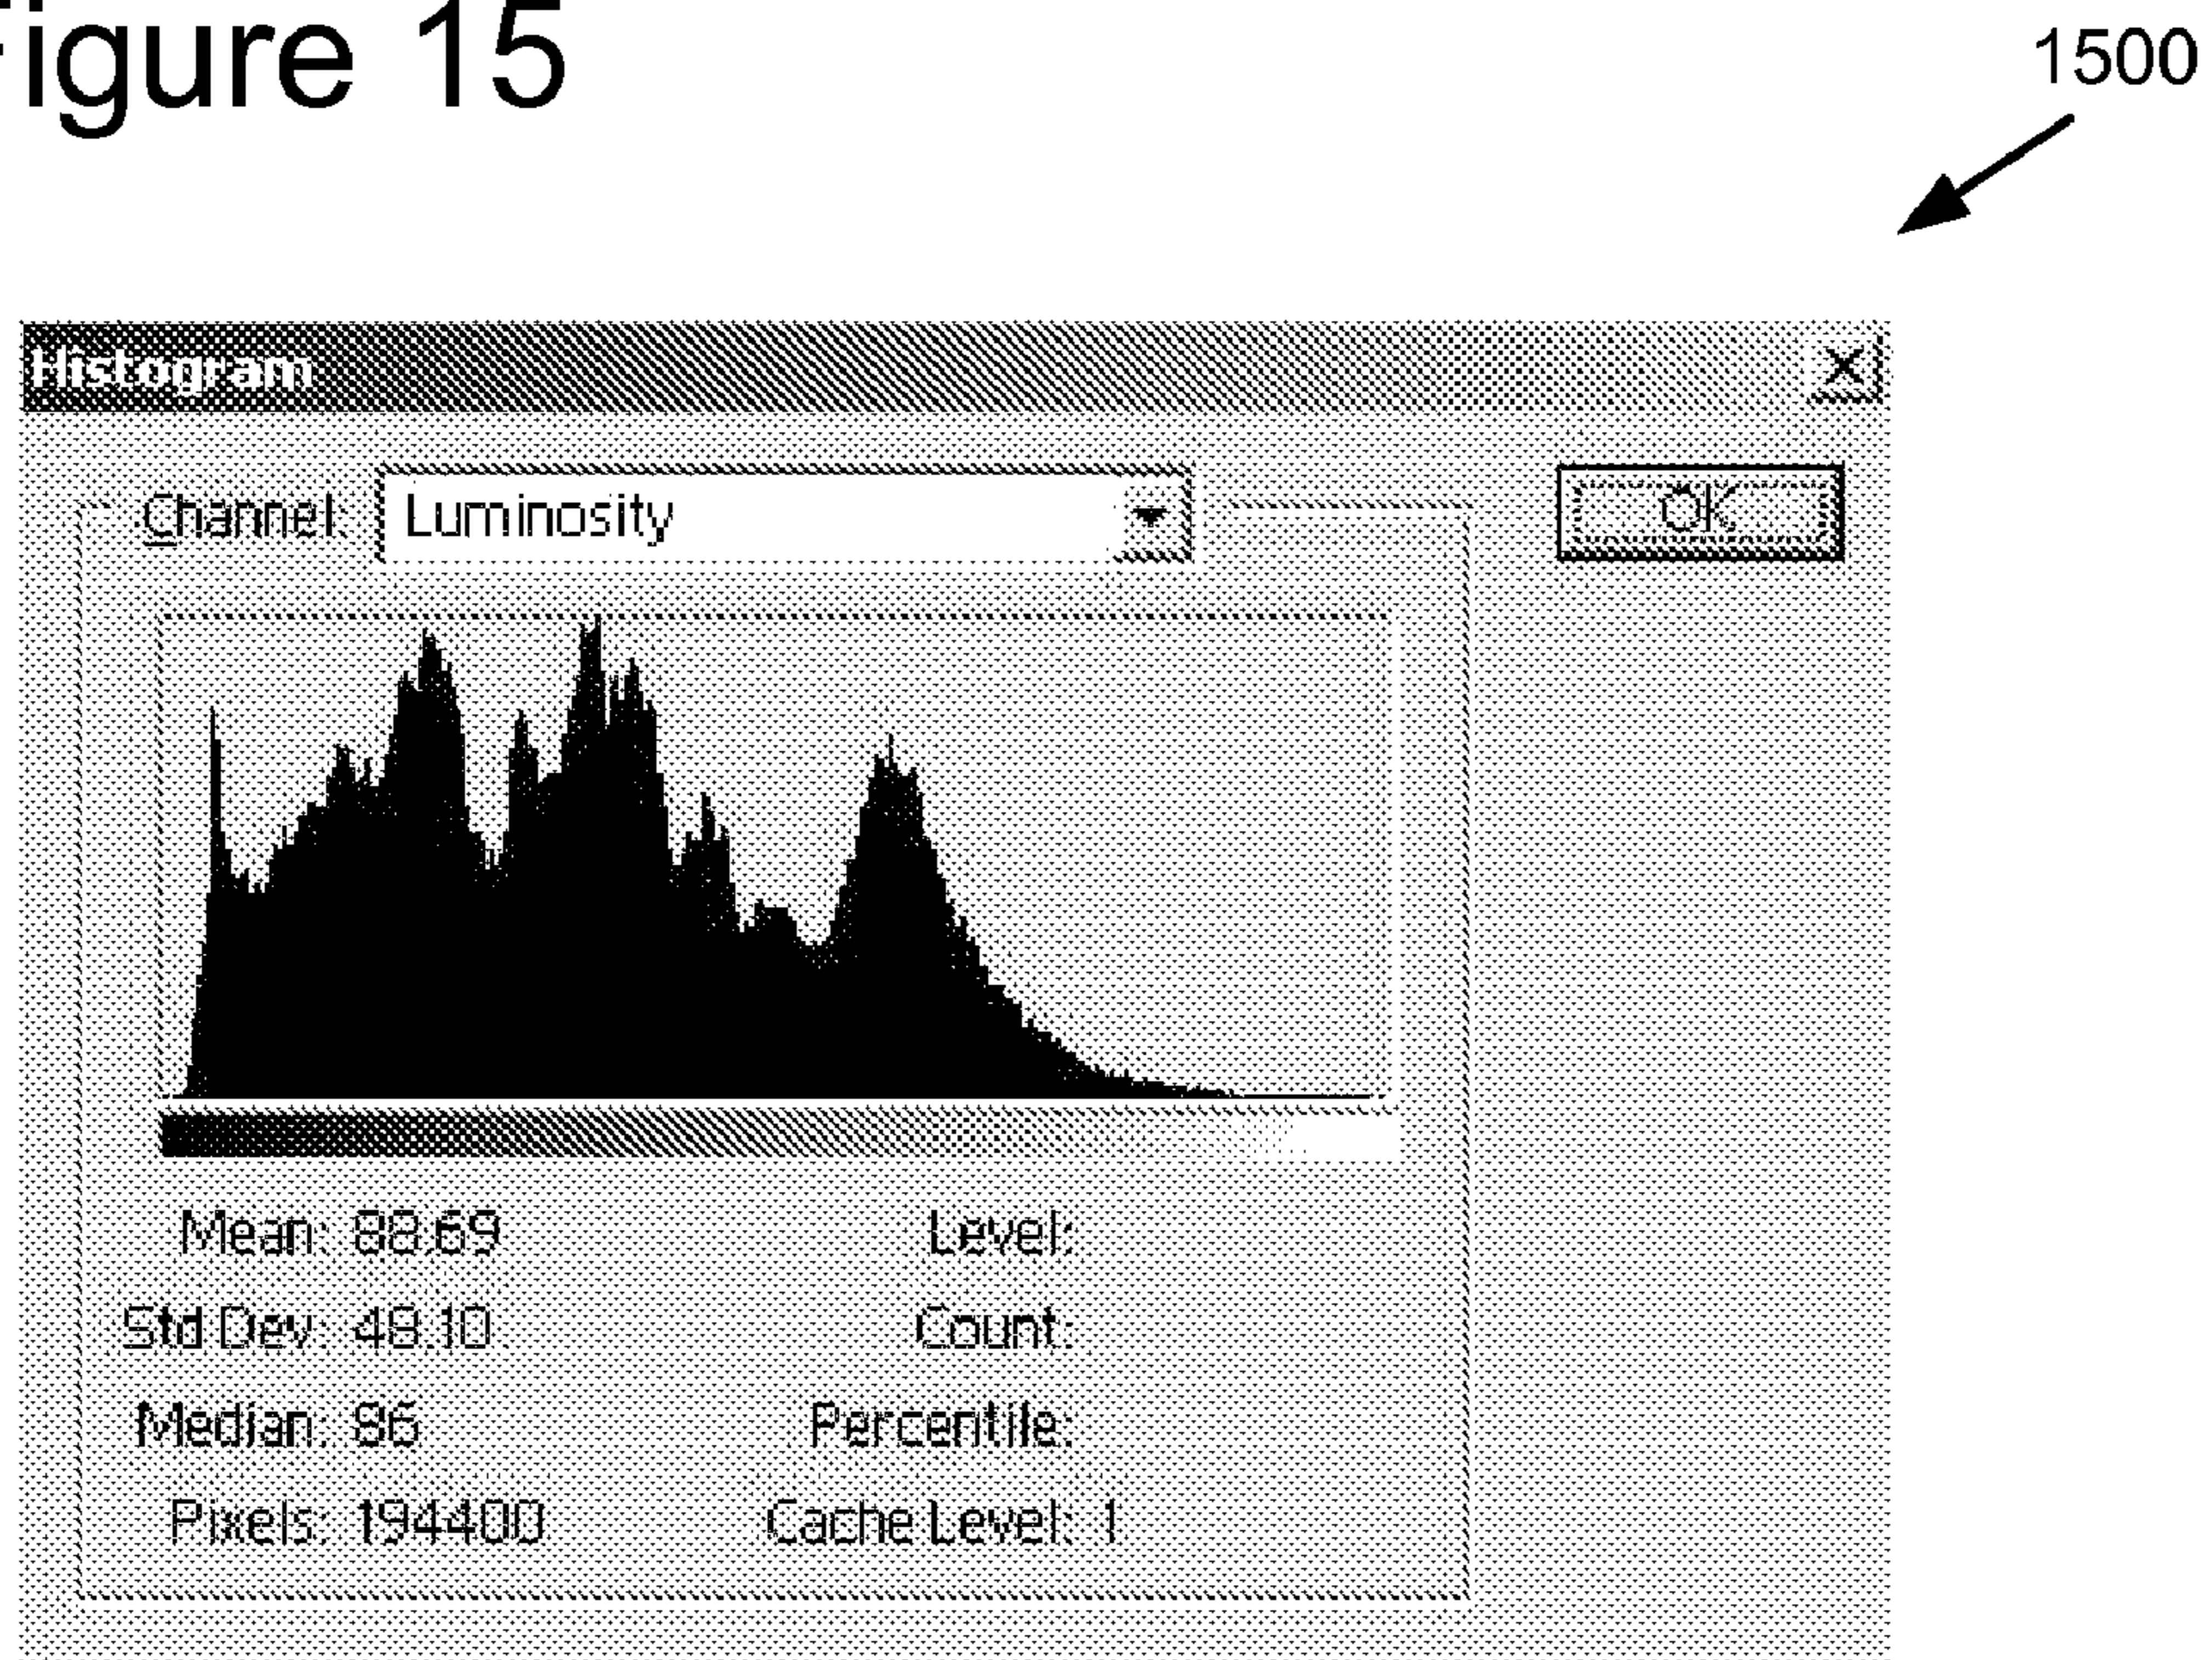 Figure 15
1500
Histogram
Channel: Luminosity
OK
Mean: 88.69
Level:
Std Dev: 48.10
Count:
Median: 86
Percentile:
Pixels: 194400
Cache Level: 1